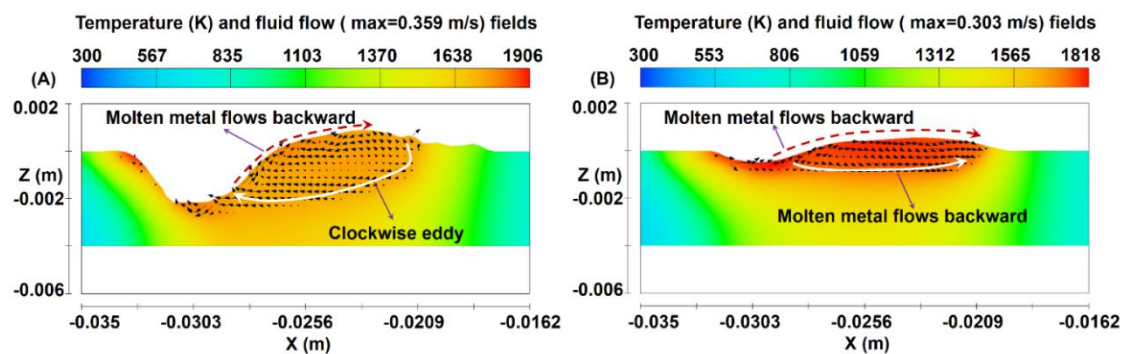 Temperature (K) and fluid flow ( max=0.359 m/s) fields
300 567 835 1103 1370 1638 1906
(A)
0.002
Molten metal flows backward
Z (m)
-0.002
Clockwise eddy
-0.006
-0.035 -0.0303 -0.0256 -0.0209 -0.0162
X (m)
Temperature (K) and fluid flow ( max=0.303 m/s) fields
300 553 806 1059 1312 1565 1818
(B)
0.002
Molten metal flows backward
Z (m)
-0.002
Molten metal flows backward
-0.006
-0.035 -0.0303 -0.0256 -0.0209 -0.0162
X (m)